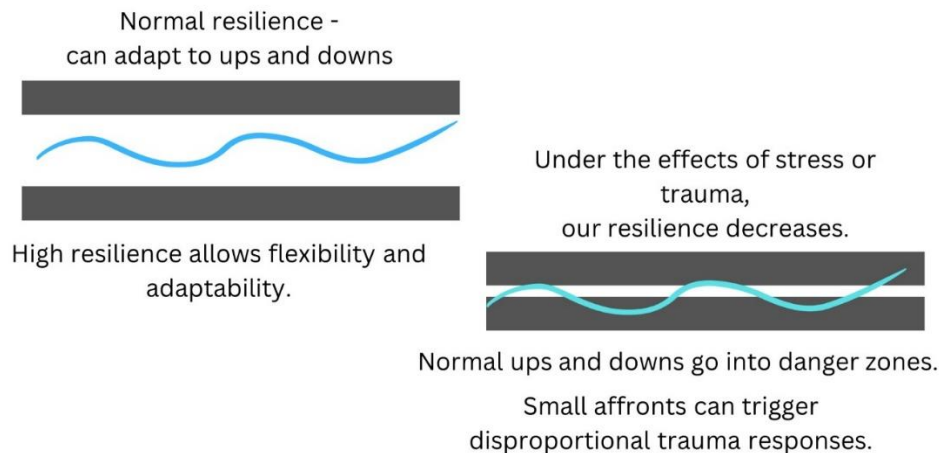 Normal resilience -
can adapt to ups and downs
High resilience allows flexibility and
adaptability.
Under the effects of stress or
trauma,
our resilience decreases.
Normal ups and downs go into danger zones.
Small affronts can trigger
disproportional trauma responses.